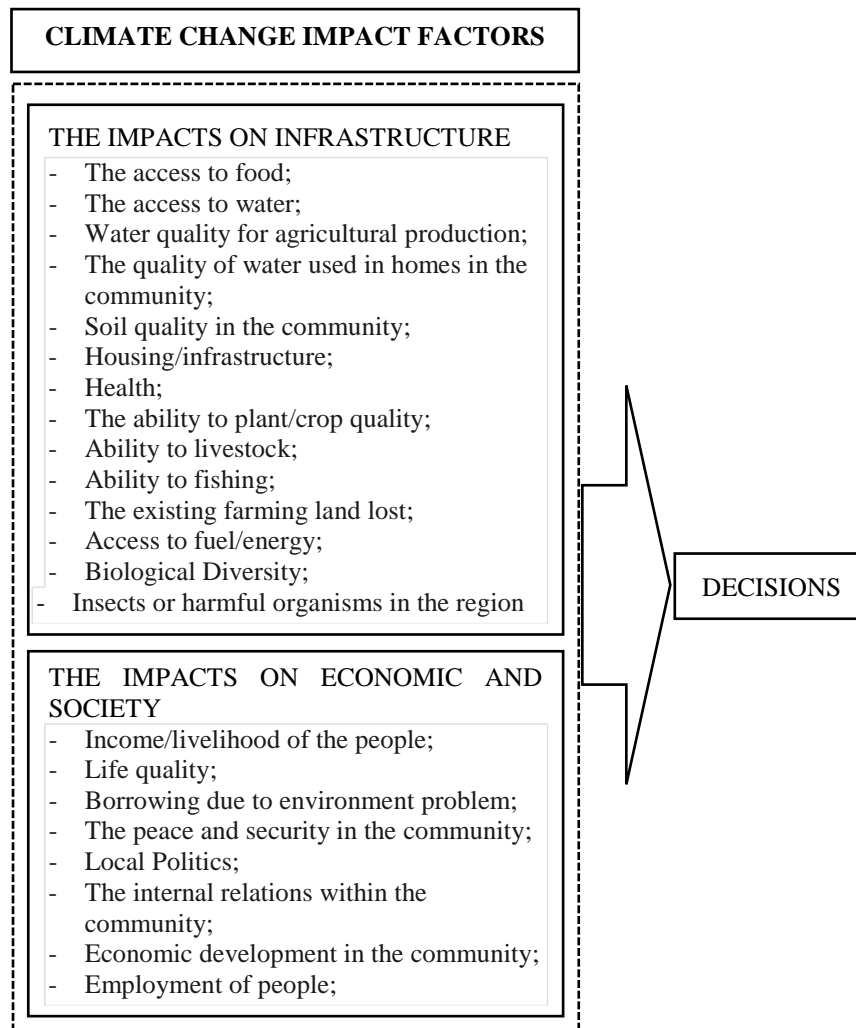 CLIMATE CHANGE IMPACT FACTORS
THE IMPACTS ON INFRASTRUCTURE
- The access to food;
- The access to water;
- Water quality for agricultural production;
- The quality of water used in homes in the
community;
- Soil quality in the community;
- Housing/infrastructure;
- Health;
- The ability to plant/crop quality;
- Ability to livestock;
- Ability to fishing;
- The existing farming land lost;
- Access to fuel/energy;
- Biological Diversity;
- Insects or harmful organisms in the region
THE IMPACTS ON ECONOMIC AND
SOCIETY
- Income/livelihood of the people;
- Life quality;
- Borrowing due to environment problem;
- The peace and security in the community;
- Local Politics;
- The internal relations within the
community;
- Economic development in the community;
- Employment of people;
DECISIONS